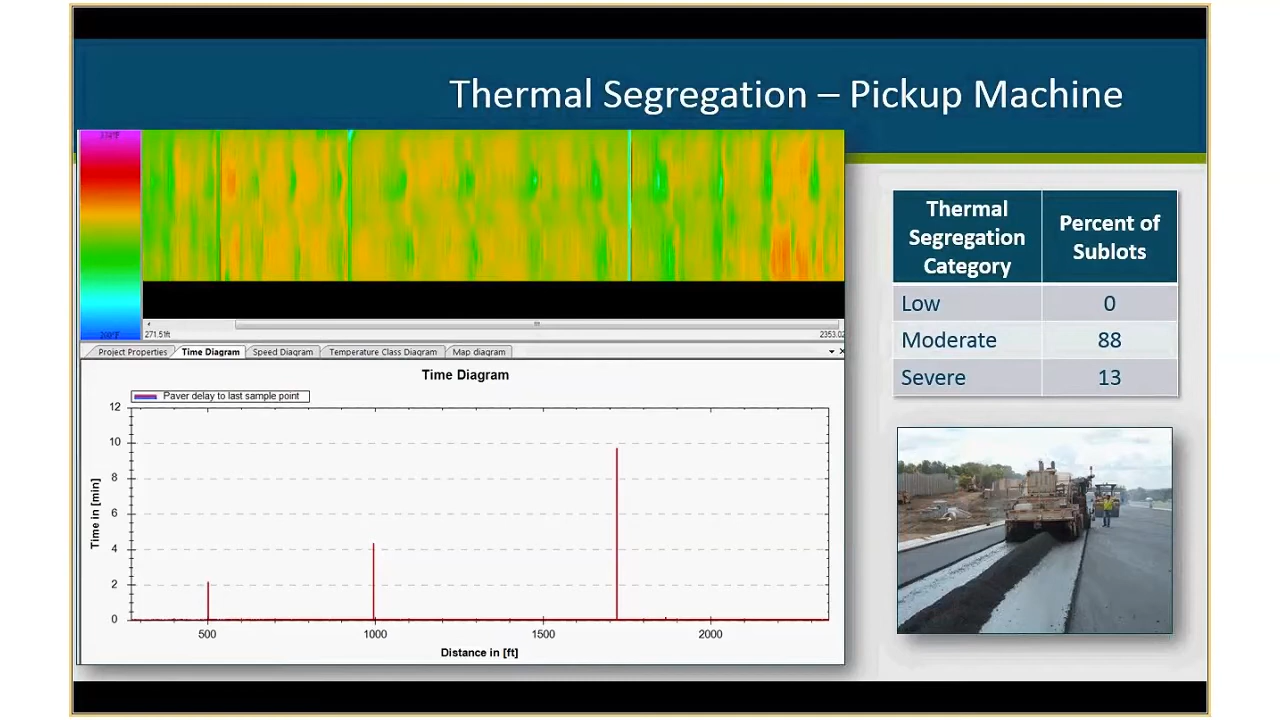 Thermal Segregation – Pickup Machine
271.51ft
Project Properties
Time Diagram
Speed Diagram
Temperature Class Diagram
Map diagram
Time Diagram
Paver delay to last sample point
12
10
8
6
4
2
0
Time in [min]
500
1000
1500
2000
Distance in [ft]
Thermal Segregation Category
Percent of Sublots
Low 0
Moderate 88
Severe 13